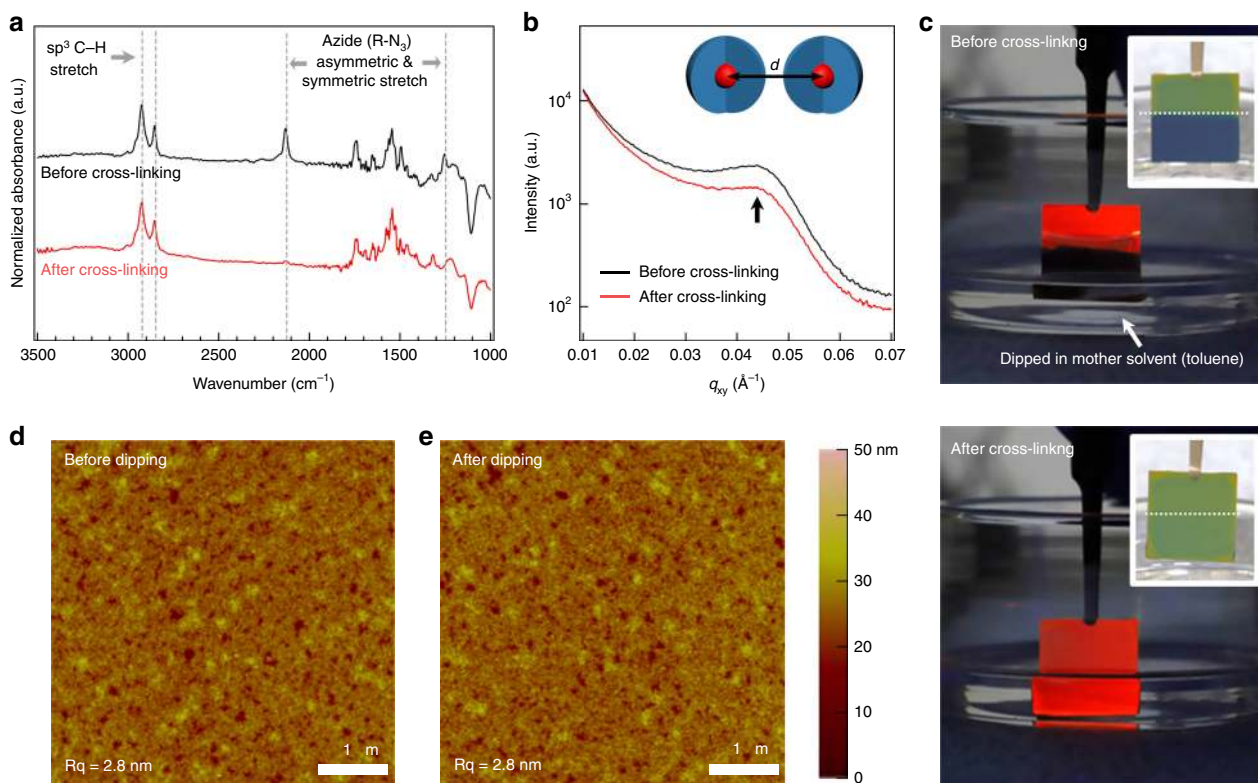 a
sp³ C–H
stretch
Azide (R-N₃)
asymmetric &
symmetric stretch
Normalized absorbance (a.u.)
Before cross-linking
After cross-linking
3500
3000
2500
2000
1500
1000
Wavenumber (cm⁻¹)
b
d
Intensity (a.u.)
10⁴
10³
10²
Before cross-linking
After cross-linking
0.01
0.02
0.03
0.04
0.05
0.06
0.07
qxy (Å⁻¹)
c
Before cross-linkng
Dipped in mother solvent (toluene)
After cross-linkng
d
Before dipping
Rq = 2.8 nm
1 m
e
After dipping
Rq = 2.8 nm
1 m
50 nm
40
30
20
10
0